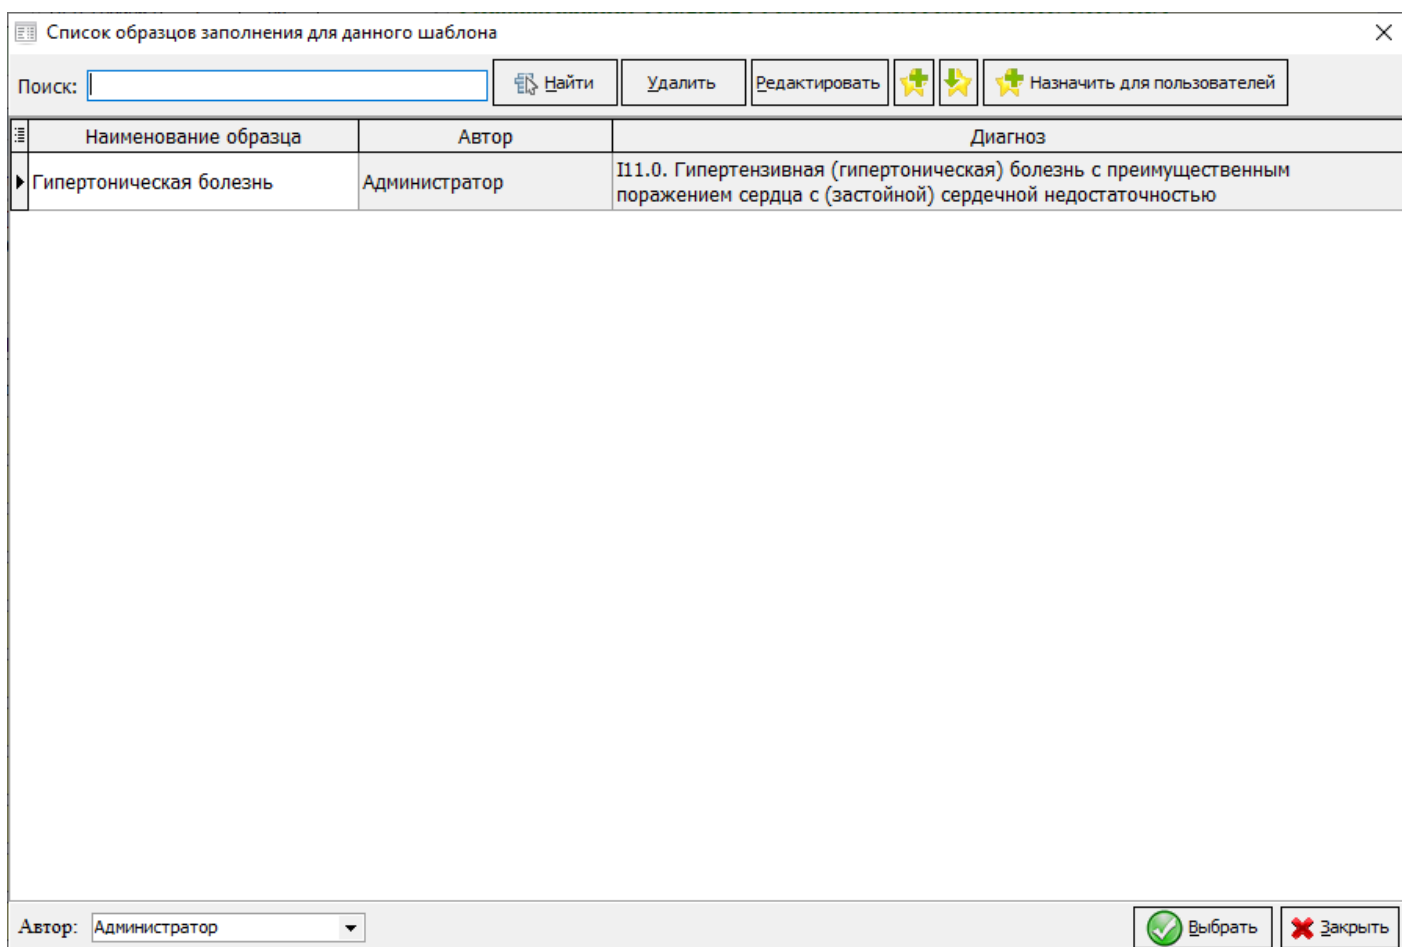 Список образцов заполнения для данного шаблона
Поиск: Найти Удалить Редактировать Назначить для пользователей
Наименование образца Автор Диагноз
Гипертоническая болезнь Администратор I11.0. Гипертензивная (гипертоническая) болезнь с преимущественным
поражением сердца с (застойной) сердечной недостаточностью
Автор: Администратор Выбрать Закрыть